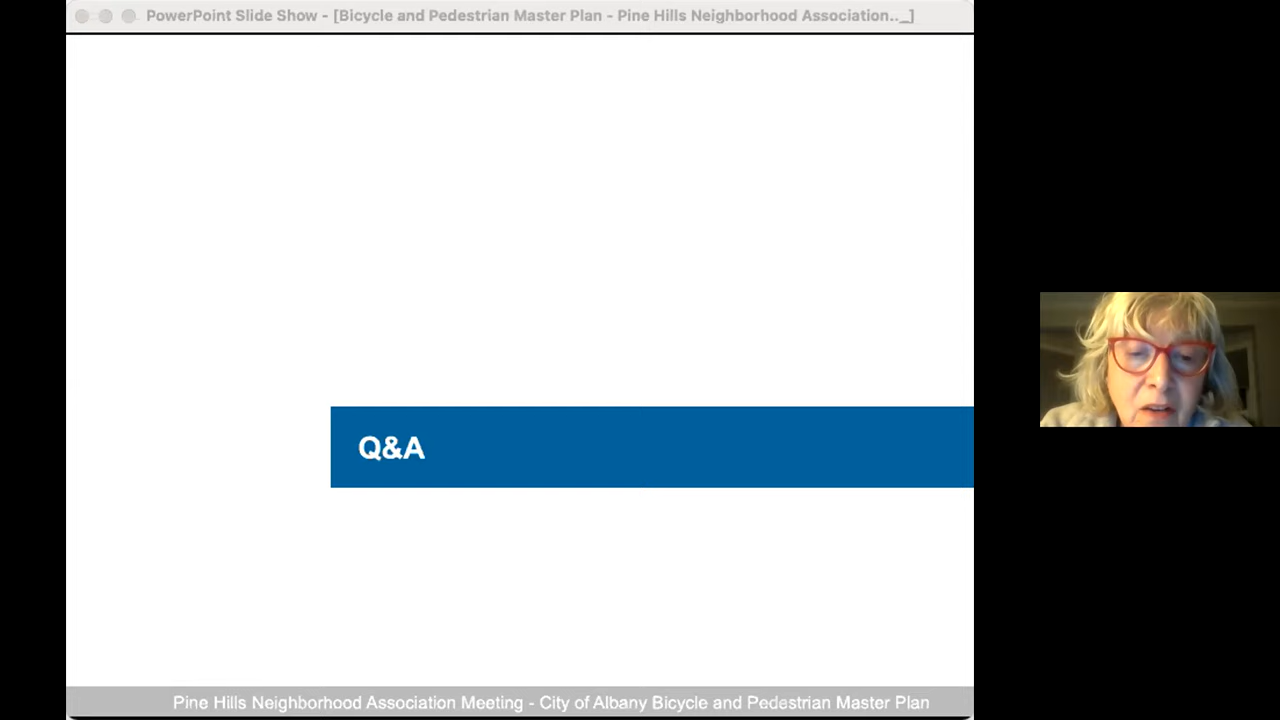 PowerPoint Slide Show - [Bicycle and Pedestrian Master Plan - Pine Hills Neighborhood Association.._]
Q&A
Pine Hills Neighborhood Association Meeting - City of Albany Bicycle and Pedestrian Master Plan